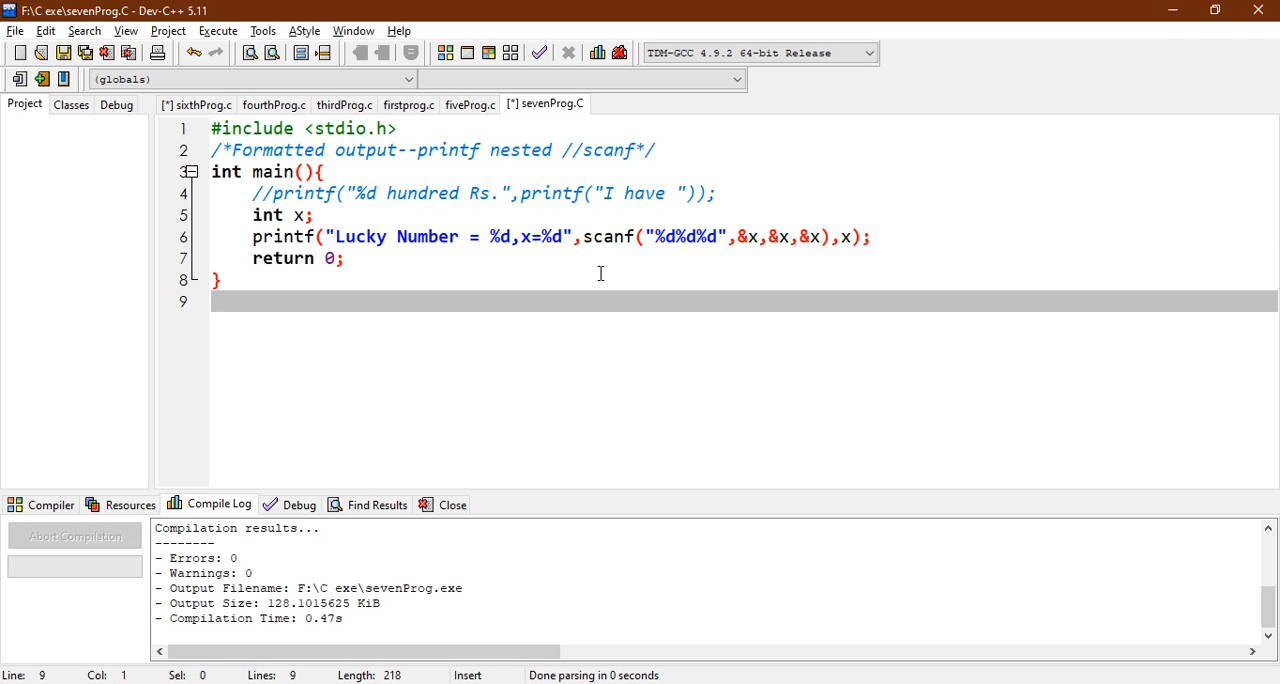 F:\C exe\sevenProg.C - Dev-C++ 5.11
File Edit Search View Project Execute Tools AStyle Window Help
TDM-GCC 4.9.2 64-bit Release
(globals)
Project Classes Debug [*] sixthProg.c fourthProg.c thirdProg.c firstprog.c fiveProg.c [*] sevenProg.C
1 #include <stdio.h>
2 /*Formatted output--printf nested //scanf*/
3 int main(){
4 //printf("%d hundred Rs.",printf("I have "));
5 int x;
6 printf("Lucky Number = %d,x=%d",scanf("%d%d%d",&x,&x,&x),x);
7 return 0;
8 }
9
Compiler Resources Compile Log Debug Find Results Close
Abort Compilation
Compilation results...
--------
- Errors: 0
- Warnings: 0
- Output Filename: F:\C exe\sevenProg.exe
- Output Size: 128.1015625 KiB
- Compilation Time: 0.47s
Line: 9 Col: 1 Sel: 0 Lines: 9 Length: 218 Insert Done parsing in 0 seconds